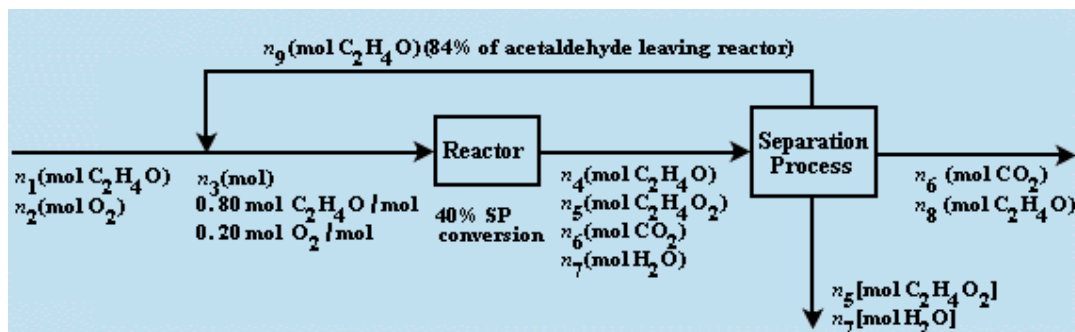 n₉(mol C₂H₄O)(84% of acetaldehyde leaving reactor)
Reactor
Separation
Process
n₁(mol C₂H₄O)
n₂(mol O₂)
n₃(mol)
0.80 mol C₂H₄O/mol
0.20 mol O₂/mol
40% SP
conversion
n₄(mol C₂H₄O)
n₅(mol C₂H₄O₂)
n₆(mol CO₂)
n₇(mol H₂O)
n₆ (mol CO₂)
n₈ (mol C₂H₄O)
n₅[mol C₂H₄O₂]
n₇[mol H₂O]